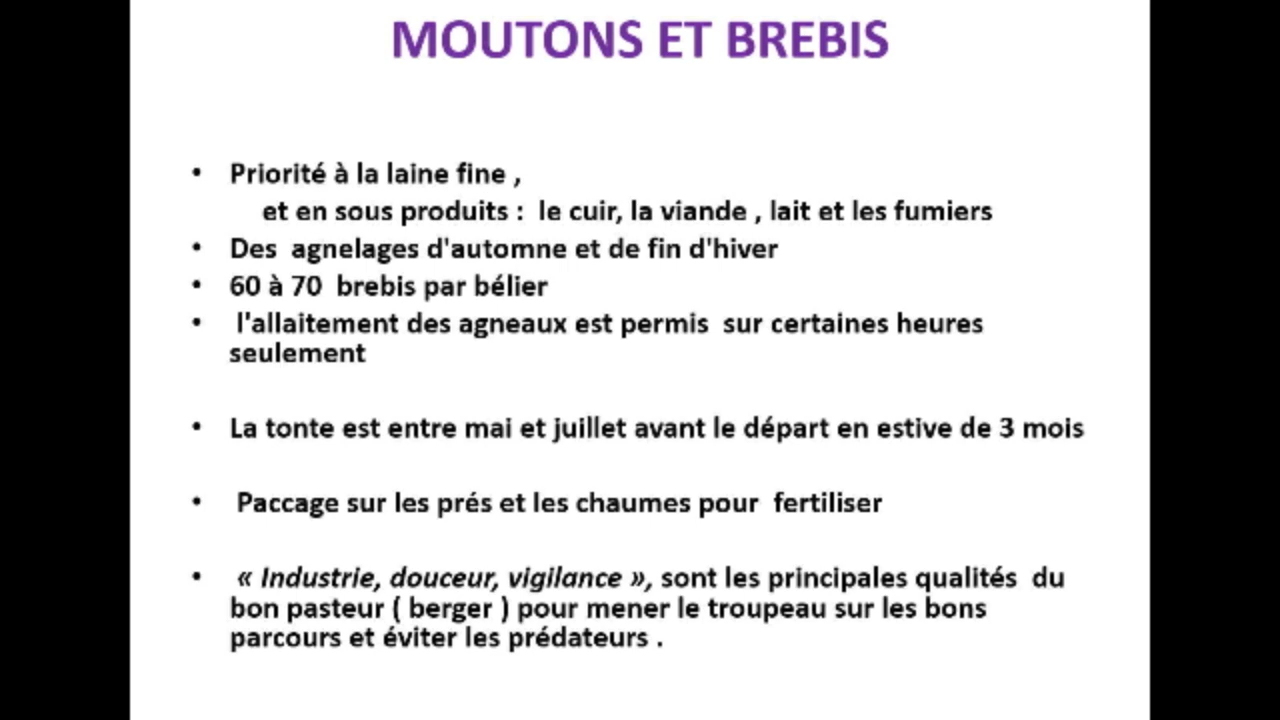 MOUTONS ET BREBIS
• Priorité à la laine fine ,
et en sous produits : le cuir, la viande , lait et les fumiers
• Des agnelages d'automne et de fin d'hiver
• 60 à 70 brebis par bélier
• l'allaitement des agneaux est permis sur certaines heures
seulement
• La tonte est entre mai et juillet avant le départ en estive de 3 mois
• Paccage sur les prés et les chaumes pour fertiliser
• « Industrie, douceur, vigilance », sont les principales qualités du
bon pasteur ( berger ) pour mener le troupeau sur les bons
parcours et éviter les prédateurs .